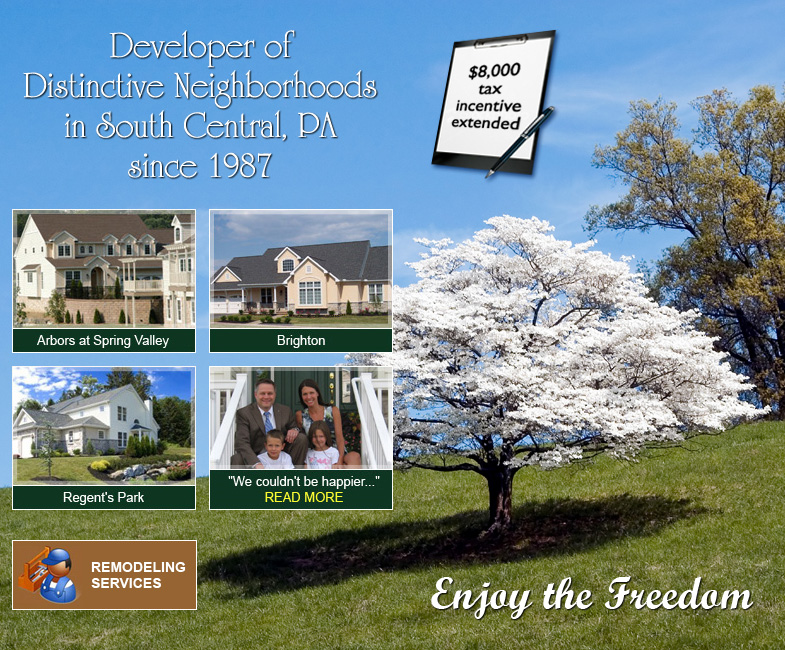 Developer of
Distinctive Neighborhoods
in South Central, PA
since 1987
$8,000
tax
incentive
extended
Arbors at Spring Valley
Brighton
Regent's Park
"We couldn't be happier..."
READ MORE
REMODELING
SERVICES
Enjoy the Freedom